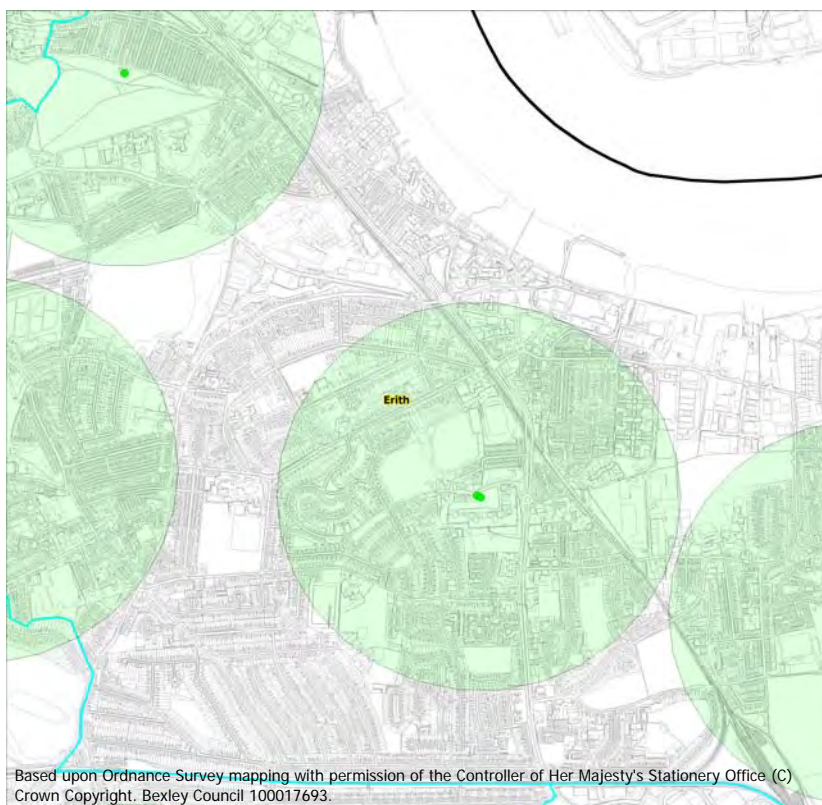 Erith
Based upon Ordnance Survey mapping with permission of the Controller of Her Majesty's Stationery Office (C)
Crown Copyright. Bexley Council 100017693.